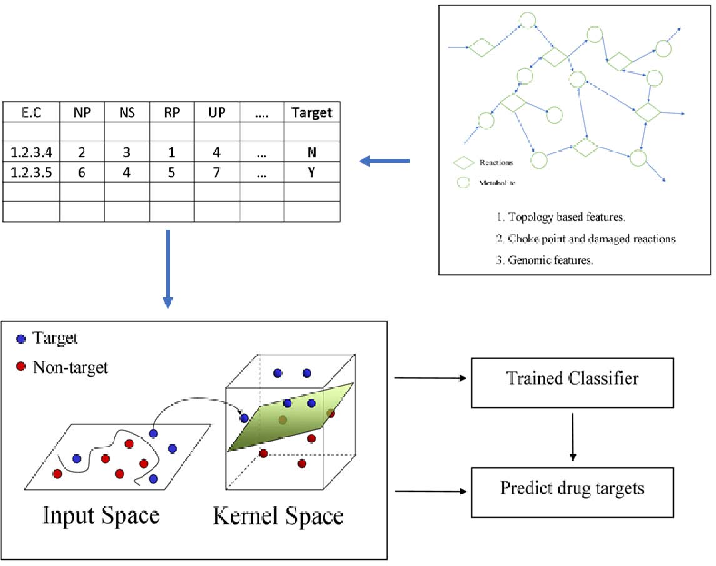 E.C NP NS RP UP .... Target
1.2.3.4 2 3 1 4 ... N
1.2.3.5 6 4 5 7 ... Y
Reactions
Metabolite
1. Topology based features.
2. Choke point and damaged reactions
3. Genomic features.
Target
Non-target
Input Space
Kernel Space
Trained Classifier
Predict drug targets